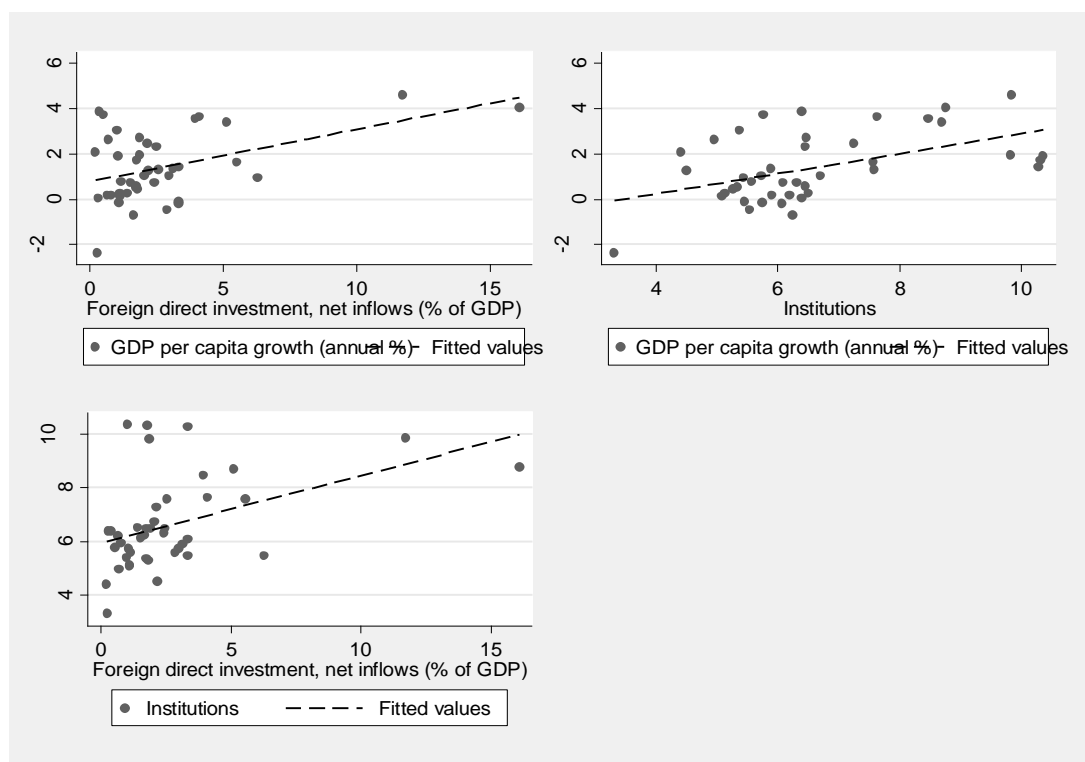 6
4
2
0
-2
0 5 10 15
Foreign direct investment, net inflows (% of GDP)
GDP per capita growth (annual %) Fitted values
6
4
2
0
-2
4 6 8 10
Institutions
GDP per capita growth (annual %) Fitted values
10
8
6
4
0 5 10 15
Foreign direct investment, net inflows (% of GDP)
Institutions Fitted values